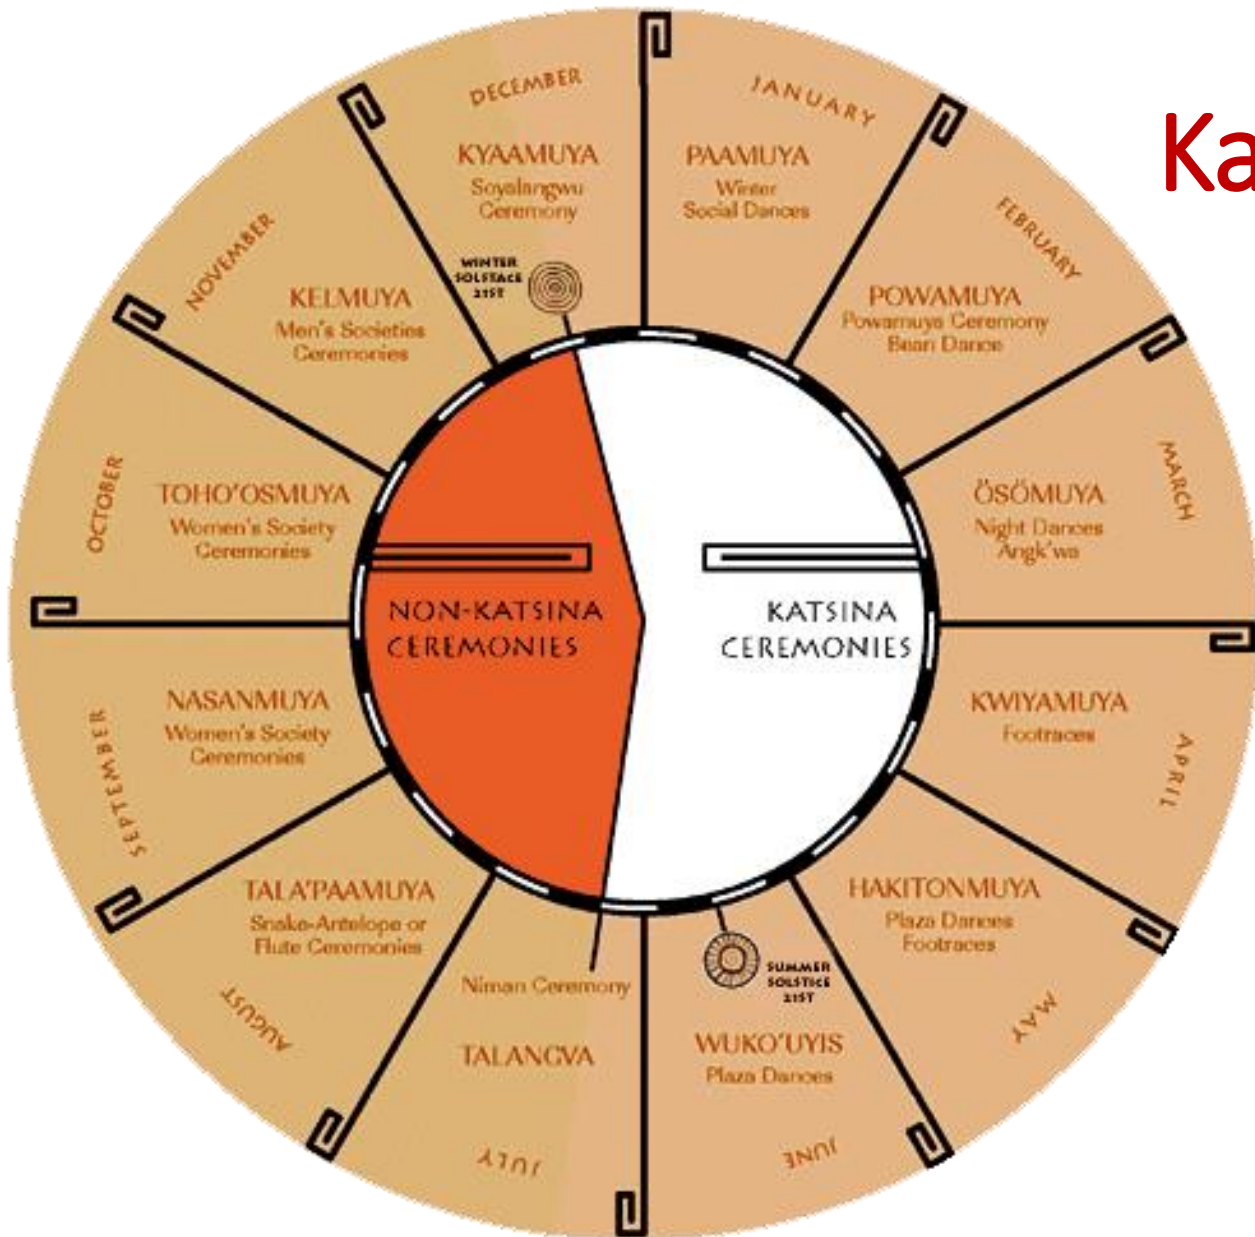 Ka
DECEMBER
KYAAMUYA
Soyalangwu
Ceremony
WINTER
SOLSTACE
21ST
JANUARY
PAAMUYA
Winter
Social Dances
FEBRUARY
POWAMUYA
Powamuya Ceremony
Bean Dance
MARCH
ÖSÖMUYA
Night Dances
Angk'wa
APRIL
KWIYAMUYA
Footraces
MAY
HAKITONMUYA
Plaza Dances
Footraces
JUNE
SUMMER
SOLSTICE
21ST
WUKO'UYIS
Plaza Dances
JULY
Niman Ceremony
TALANGVA
AUGUST
TALA'PAAMUYA
Snake-Antelope or
Flute Ceremonies
SEPTEMBER
NASANMUYA
Women's Society
Ceremonies
OCTOBER
TOHO'OSMUYA
Women's Society
Ceremonies
NOVEMBER
KELMUYA
Men's Societies
Ceremonies
NON-KATSINA
CEREMONIES
KATSINA
CEREMONIES